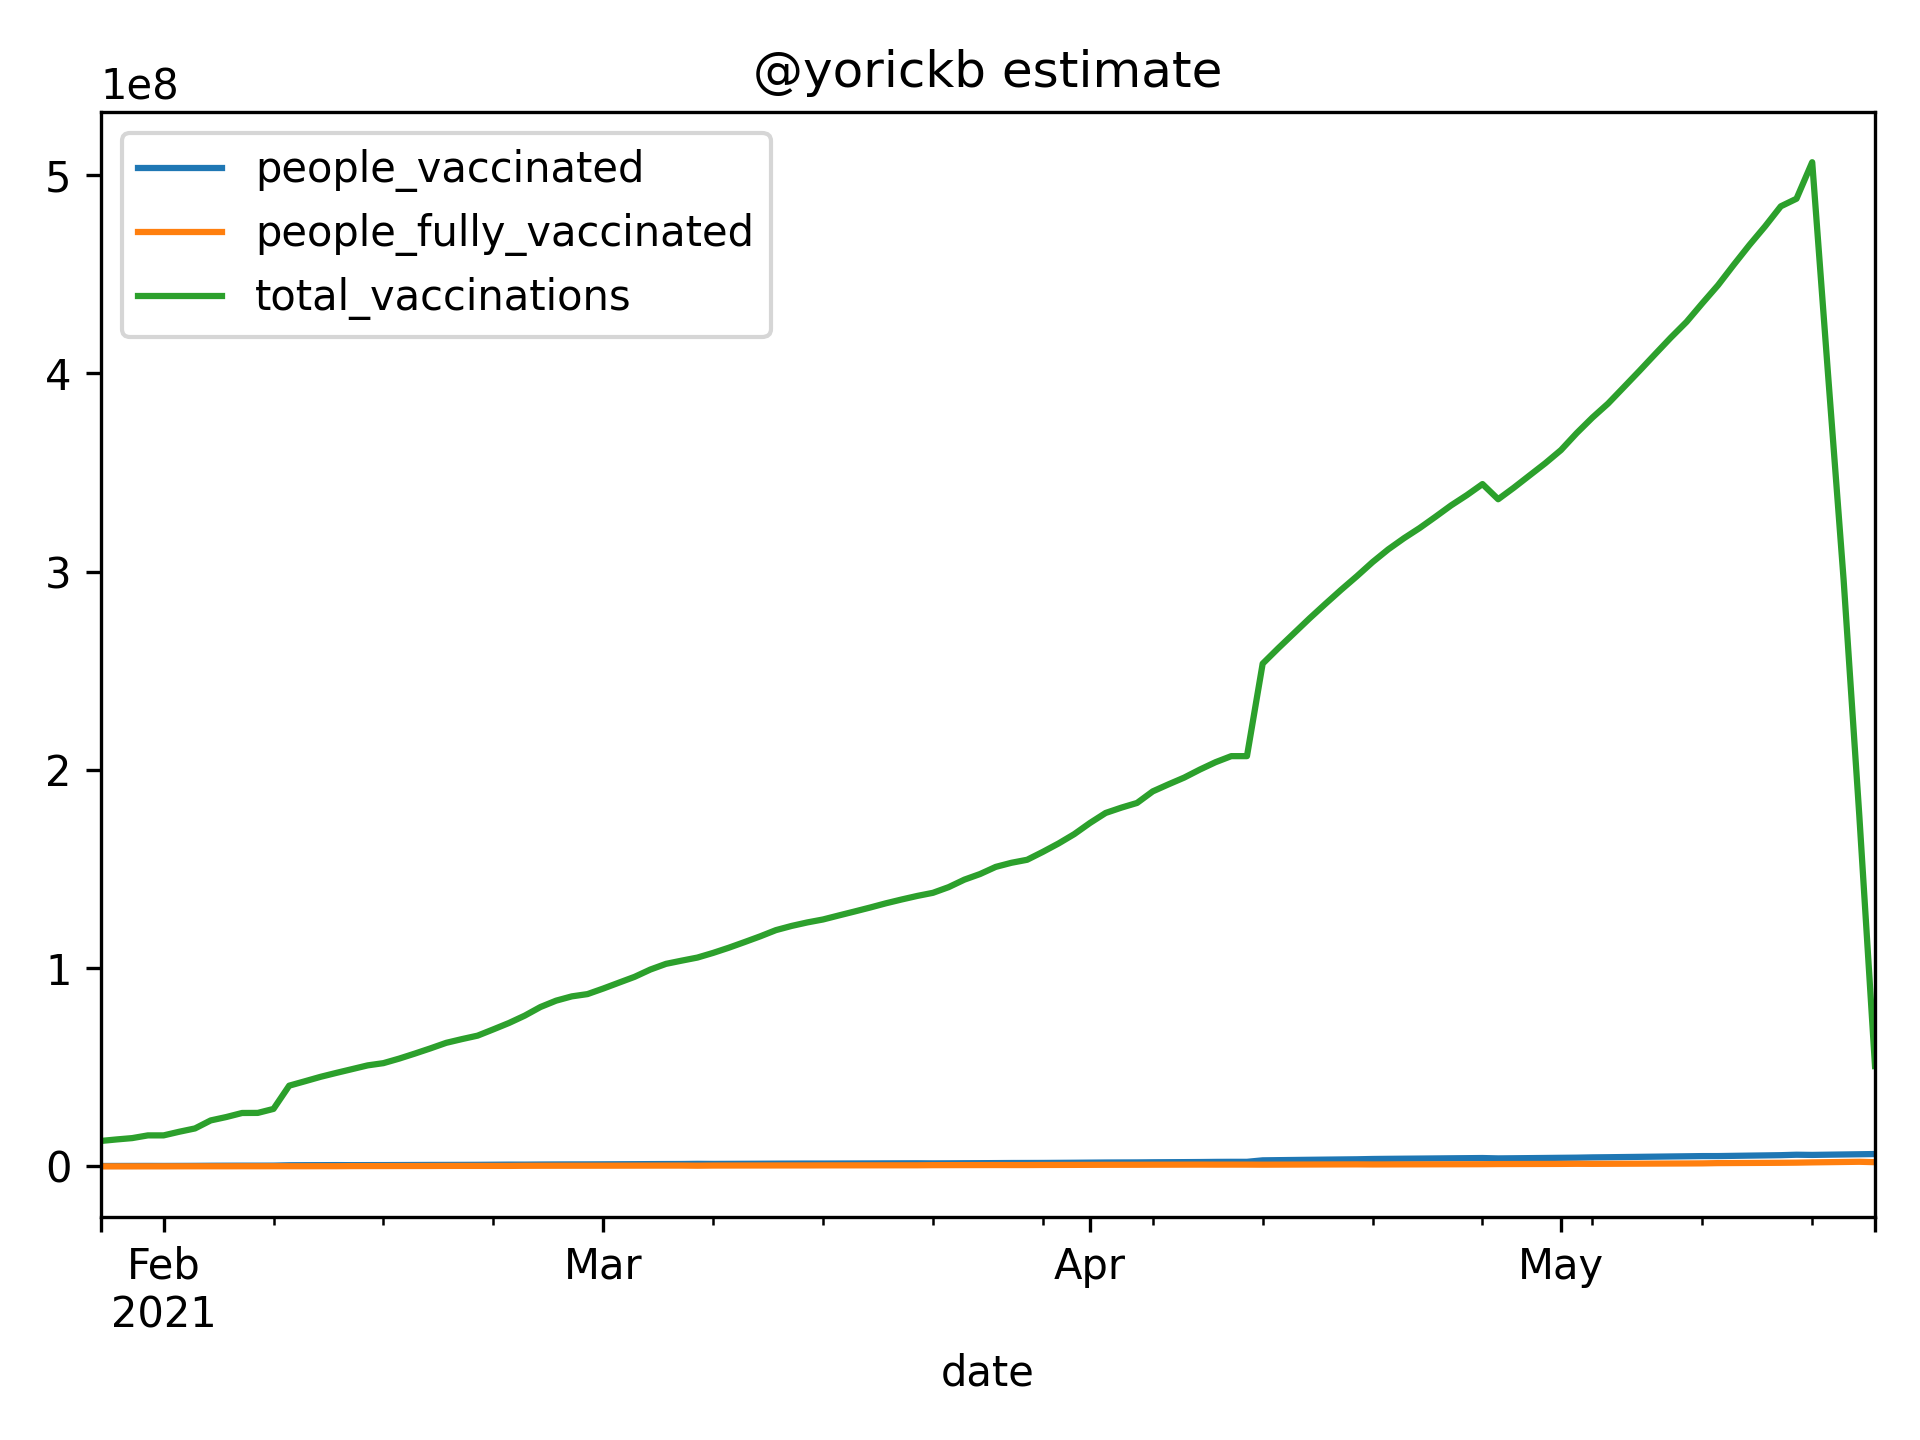 @yorickb estimate
1e8
people_vaccinated
people_fully_vaccinated
total_vaccinations
5
4
3
2
1
0
Feb
2021
Mar
Apr
May
date